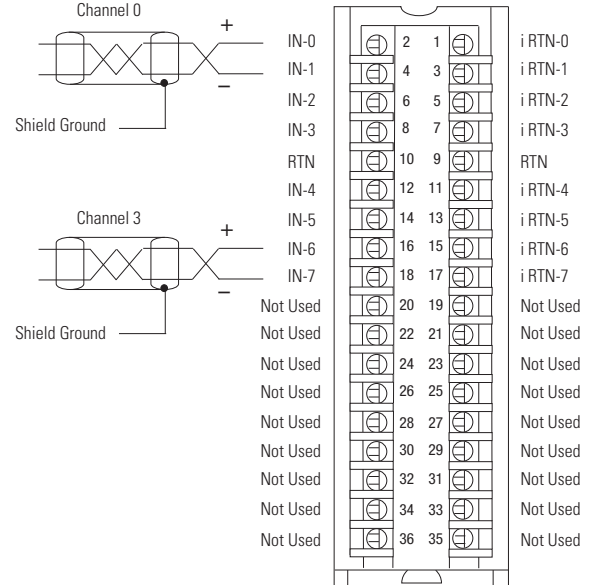 Channel 0
+
–
Shield Ground
Channel 3
+
–
Shield Ground
IN-0 2 1 i RTN-0
IN-1 4 3 i RTN-1
IN-2 6 5 i RTN-2
IN-3 8 7 i RTN-3
RTN 10 9 RTN
IN-4 12 11 i RTN-4
IN-5 14 13 i RTN-5
IN-6 16 15 i RTN-6
IN-7 18 17 i RTN-7
Not Used 20 19 Not Used
Not Used 22 21 Not Used
Not Used 24 23 Not Used
Not Used 26 25 Not Used
Not Used 28 27 Not Used
Not Used 30 29 Not Used
Not Used 32 31 Not Used
Not Used 34 33 Not Used
Not Used 36 35 Not Used